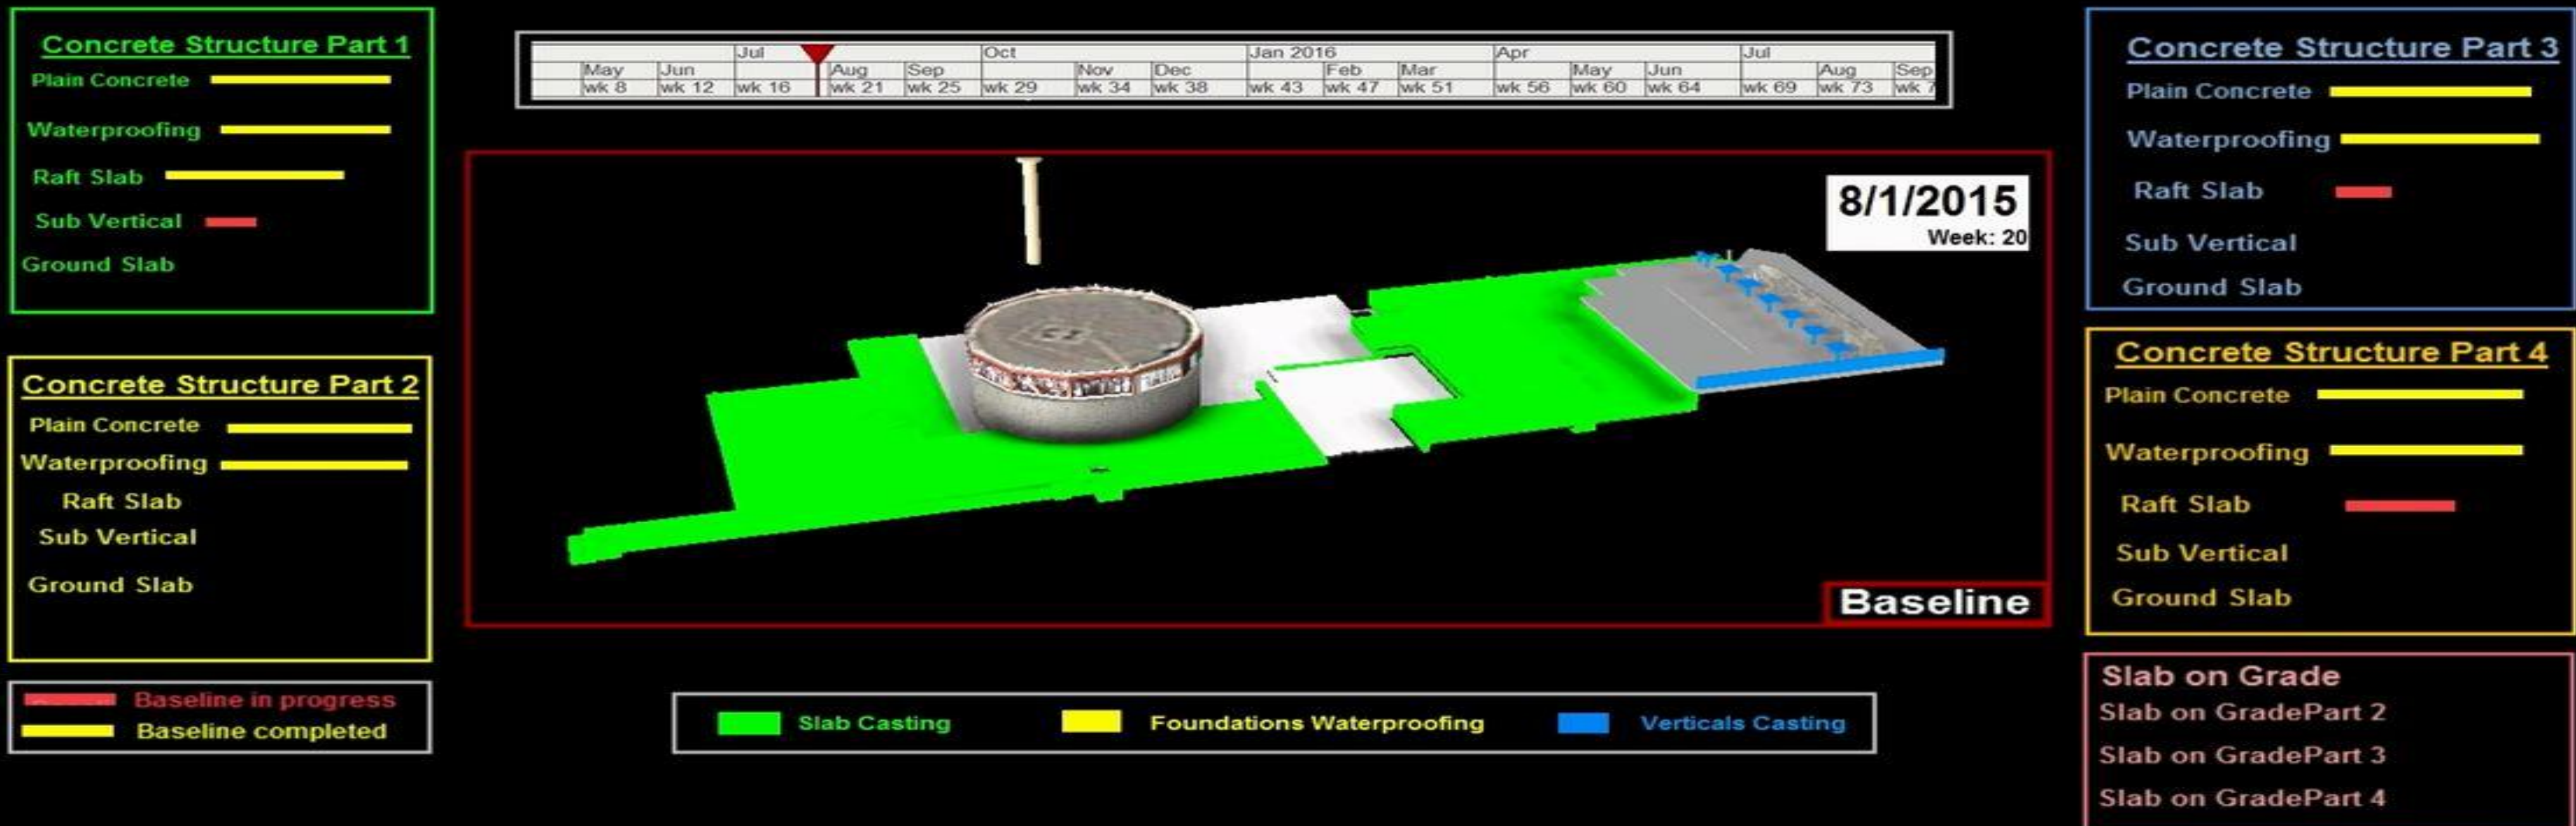 Concrete Structure Part 1
Plain Concrete
Waterproofing
Raft Slab
Sub Vertical
Ground Slab
Concrete Structure Part 2
Plain Concrete
Waterproofing
Raft Slab
Sub Vertical
Ground Slab
Baseline in progress
Baseline completed
Jul Oct Jan 2016 Apr Jul
May Jun Aug Sep Nov Dec Feb Mar May Jun Aug Sep
wk 8 wk 12 wk 16 wk 21 wk 25 wk 29 wk 34 wk 38 wk 43 wk 47 wk 51 wk 56 wk 60 wk 64 wk 69 wk 73 wk 7
8/1/2015
Week: 20
Baseline
Slab Casting Foundations Waterproofing Verticals Casting
Concrete Structure Part 3
Plain Concrete
Waterproofing
Raft Slab
Sub Vertical
Ground Slab
Concrete Structure Part 4
Plain Concrete
Waterproofing
Raft Slab
Sub Vertical
Ground Slab
Slab on Grade
Slab on GradePart 2
Slab on GradePart 3
Slab on GradePart 4